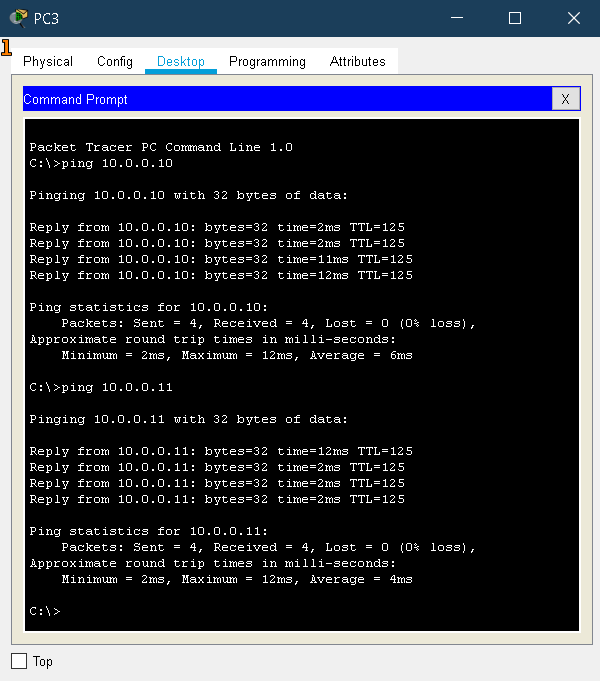 PC3
1
Physical Config Desktop Programming Attributes
Command Prompt X
Packet Tracer PC Command Line 1.0
C:\>ping 10.0.0.10
Pinging 10.0.0.10 with 32 bytes of data:
Reply from 10.0.0.10: bytes=32 time=2ms TTL=125
Reply from 10.0.0.10: bytes=32 time=2ms TTL=125
Reply from 10.0.0.10: bytes=32 time=11ms TTL=125
Reply from 10.0.0.10: bytes=32 time=12ms TTL=125
Ping statistics for 10.0.0.10:
Packets: Sent = 4, Received = 4, Lost = 0 (0% loss),
Approximate round trip times in milli-seconds:
Minimum = 2ms, Maximum = 12ms, Average = 6ms
C:\>ping 10.0.0.11
Pinging 10.0.0.11 with 32 bytes of data:
Reply from 10.0.0.11: bytes=32 time=12ms TTL=125
Reply from 10.0.0.11: bytes=32 time=2ms TTL=125
Reply from 10.0.0.11: bytes=32 time=2ms TTL=125
Reply from 10.0.0.11: bytes=32 time=2ms TTL=125
Ping statistics for 10.0.0.11:
Packets: Sent = 4, Received = 4, Lost = 0 (0% loss),
Approximate round trip times in milli-seconds:
Minimum = 2ms, Maximum = 12ms, Average = 4ms
C:\>
Top